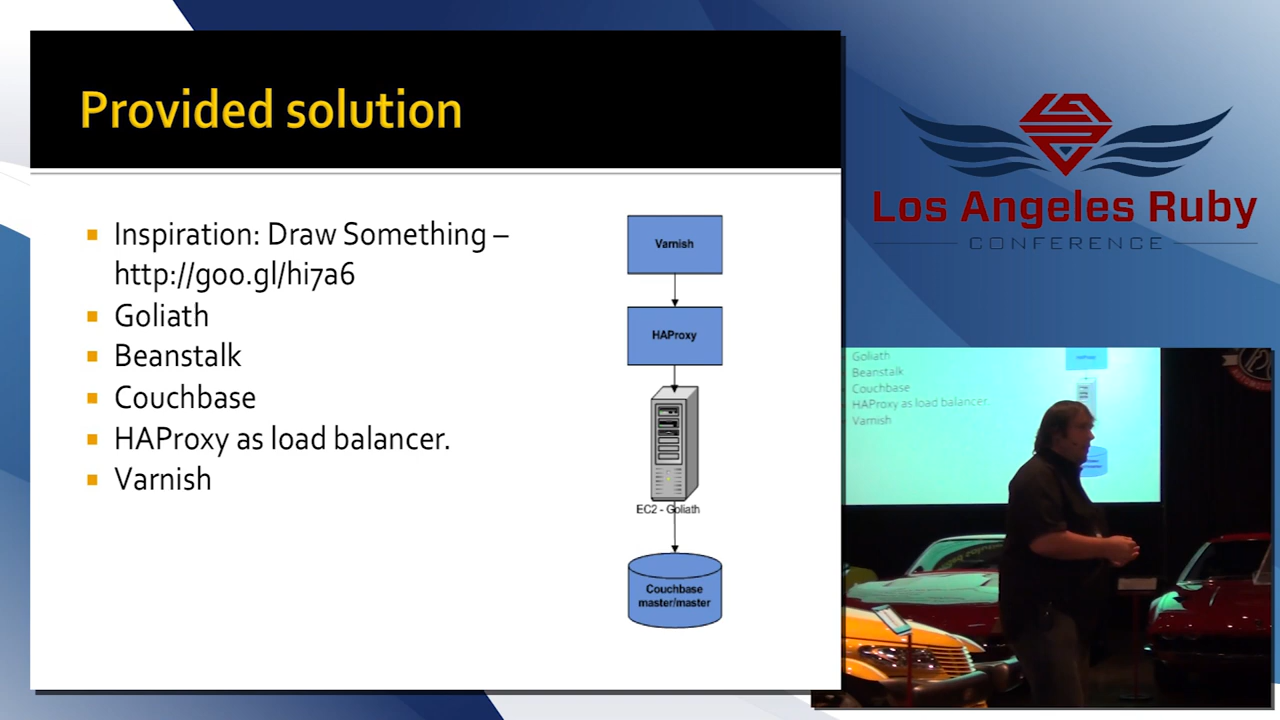 Provided solution
Inspiration: Draw Something –
http://goo.gl/hi7a6
Goliath
Beanstalk
Couchbase
HAProxy as load balancer.
Varnish
Varnish
HAProxy
EC2 - Goliath
Couchbase
master/master
Los Angeles Ruby
CONFERENCE
Goliath
Beanstalk
Couchbase
HAProxy as load balancer.
Varnish